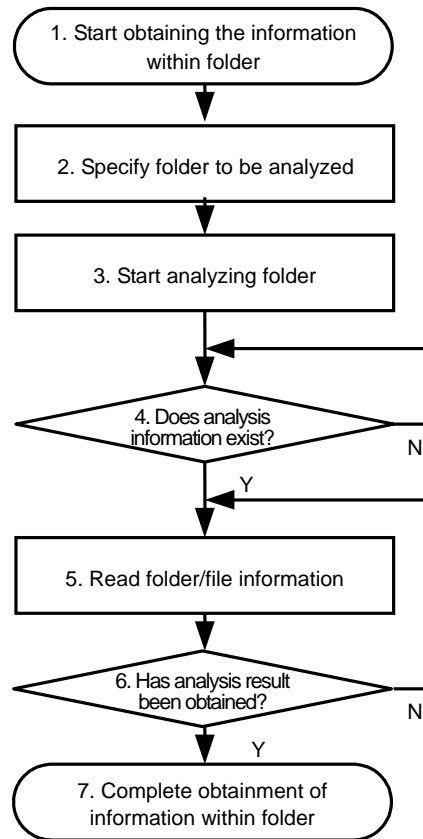 1. Start obtaining the information
within folder
2. Specify folder to be analyzed
3. Start analyzing folder
4. Does analysis
information exist?
N
Y
5. Read folder/file information
6. Has analysis result
been obtained?
N
Y
7. Complete obtainment of
information within folder